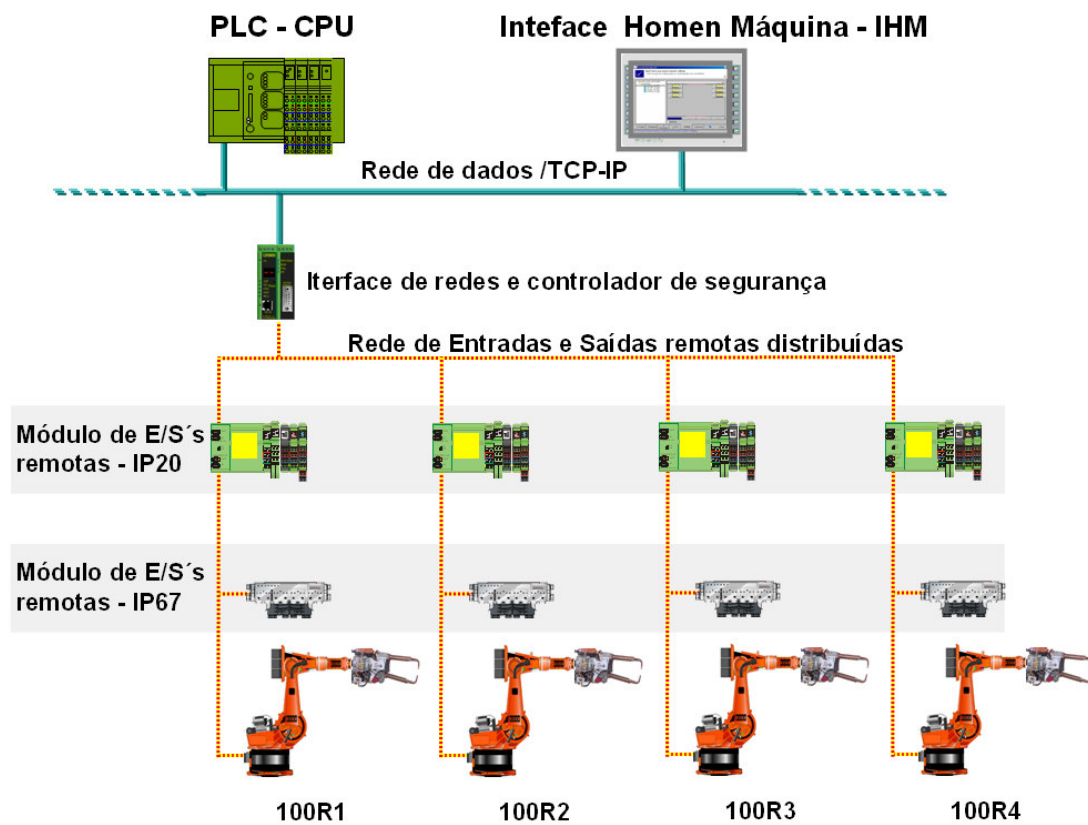 PLC - CPU
Inteface Homen Máquina - IHM
Rede de dados /TCP-IP
Iterface de redes e controlador de segurança
Rede de Entradas e Saídas remotas distribuídas
Módulo de E/S´s
remotas - IP20
Módulo de E/S´s
remotas - IP67
100R1
100R2
100R3
100R4